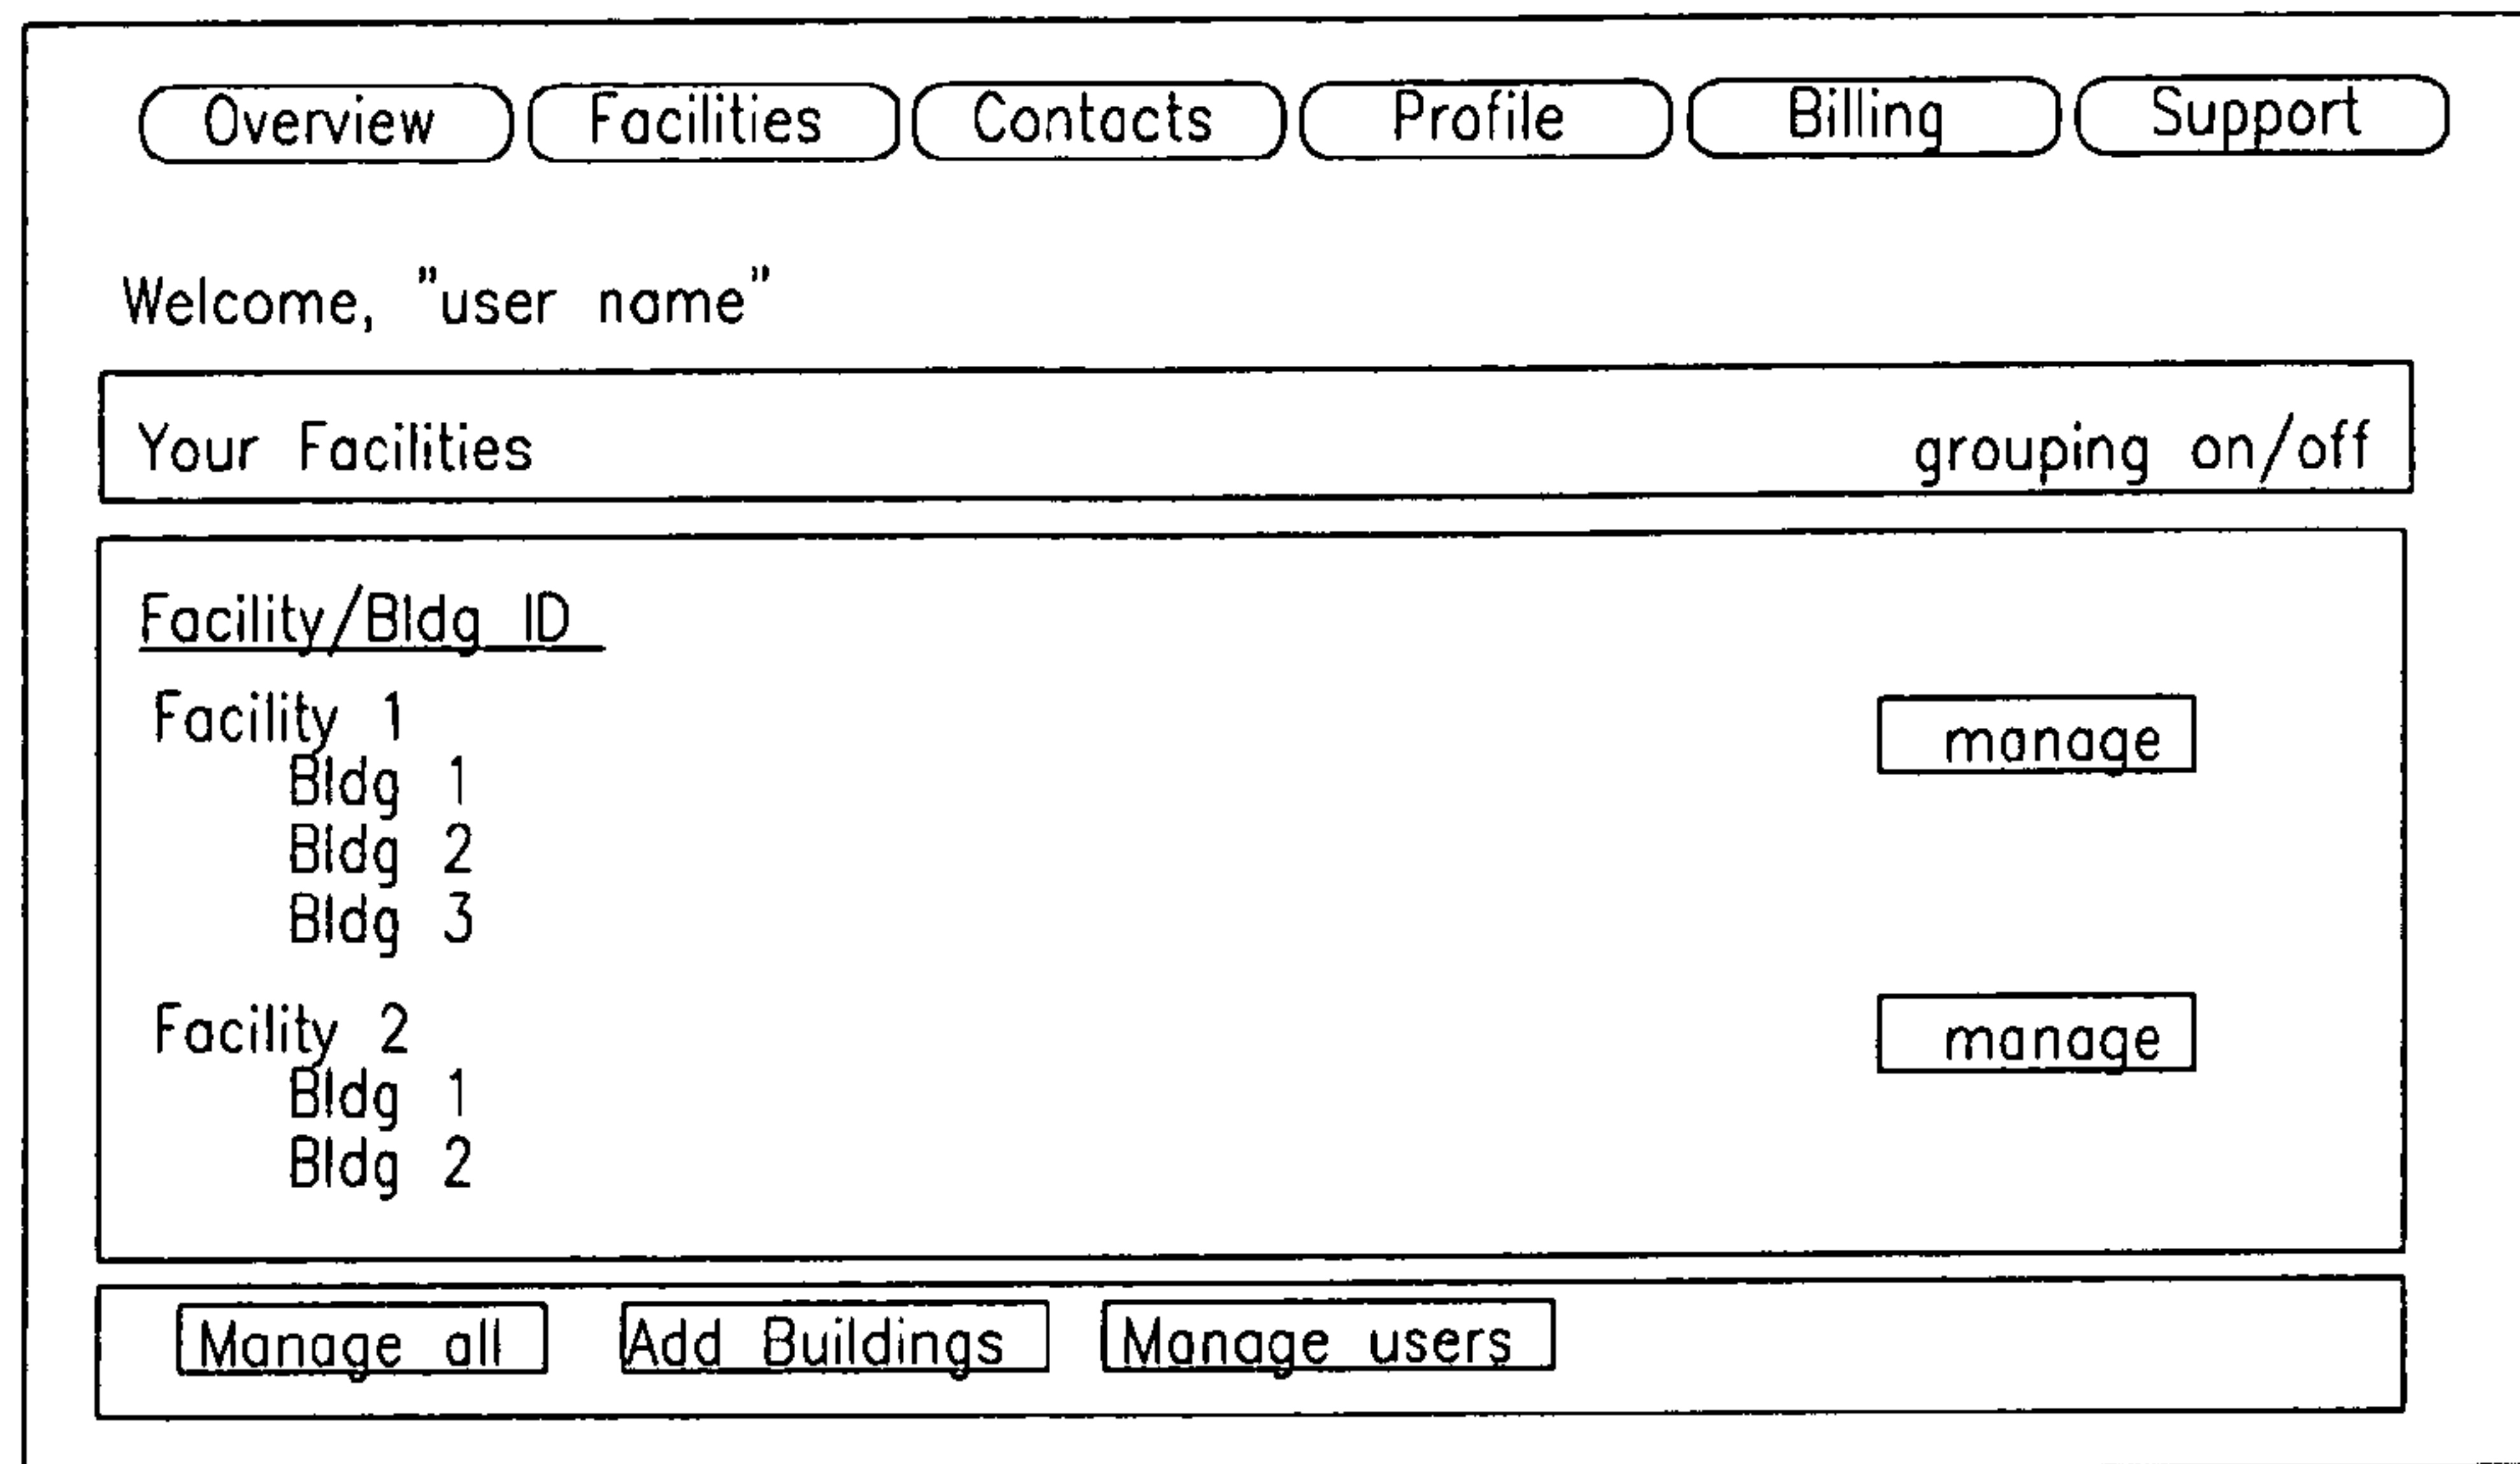 Overview Facilities Contacts Profile Billing Support
Welcome, "user name"
Your Facilities grouping on/off
Facility/Bldg ID
Facility 1 manage
Bldg 1
Bldg 2
Bldg 3
Facility 2 manage
Bldg 1
Bldg 2
Manage all Add Buildings Manage users